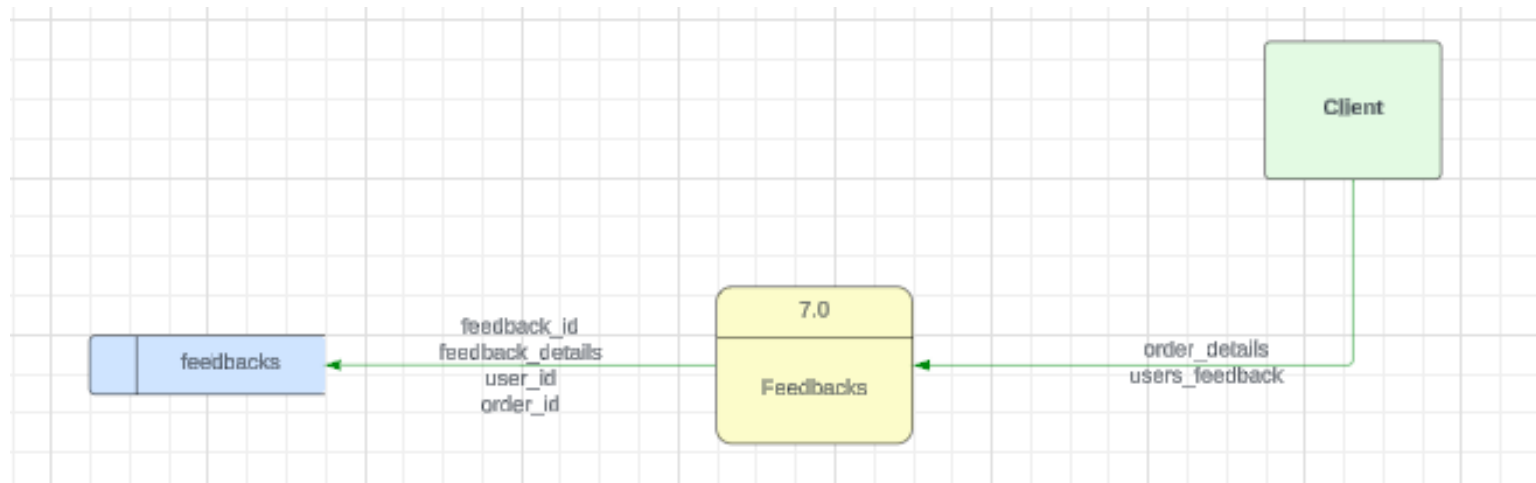 Client
7.0
Feedbacks
feedbacks
feedback_id
feedback_details
user_id
order_id
order_details
users_feedback